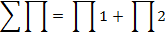 ∑∏ = ∏1 + ∏2